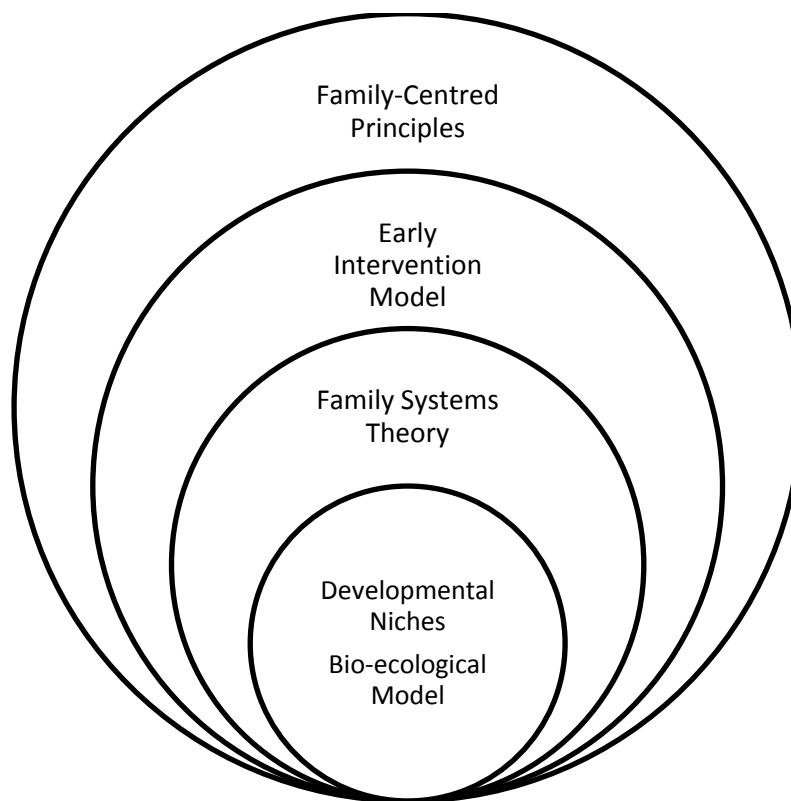 Family-Centred
Principles
Early
Intervention
Model
Family Systems
Theory
Developmental
Niches
Bio-ecological
Model